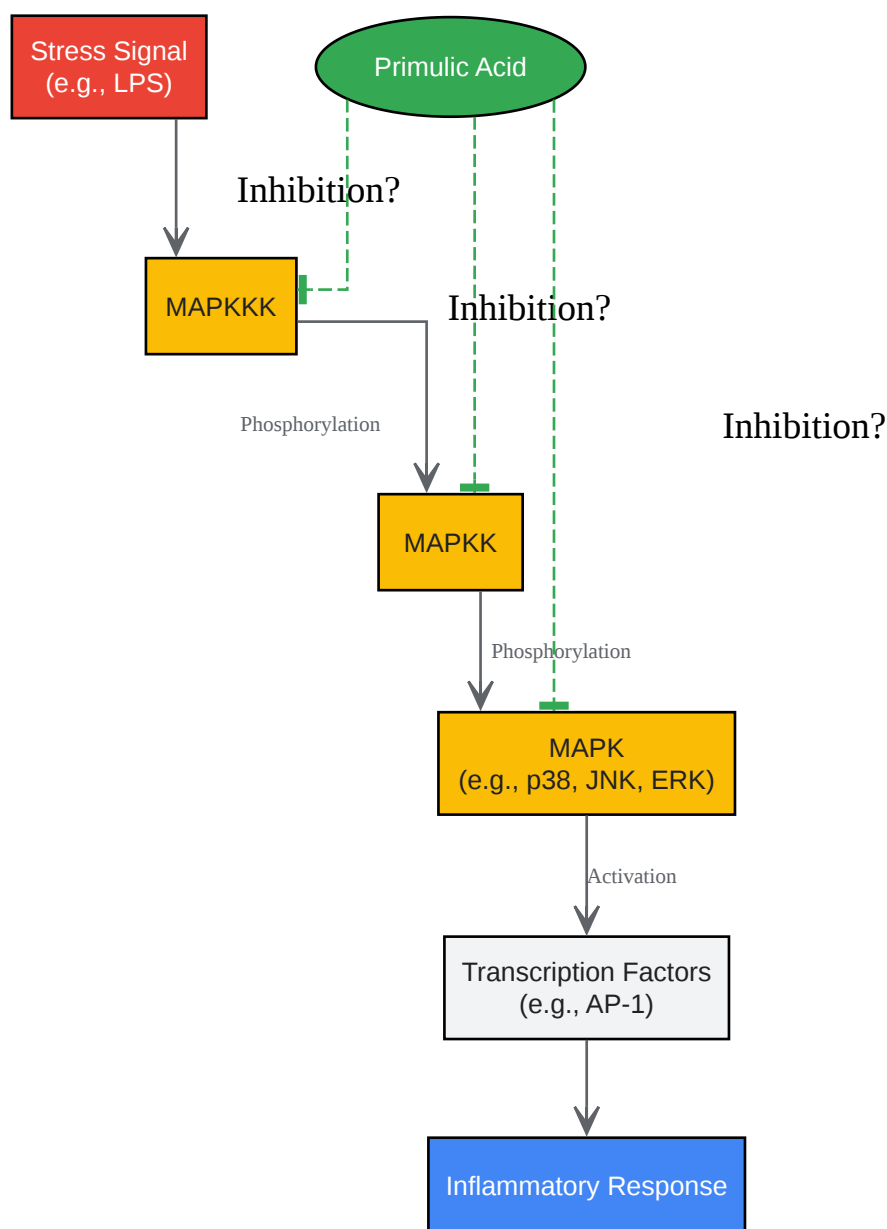 Stress Signal
(e.g., LPS)
Primulic Acid
Inhibition?
MAPKKK
Inhibition?
Phosphorylation
Inhibition?
MAPKK
Phosphorylation
MAPK
(e.g., p38, JNK, ERK)
Activation
Transcription Factors
(e.g., AP-1)
Inflammatory Response